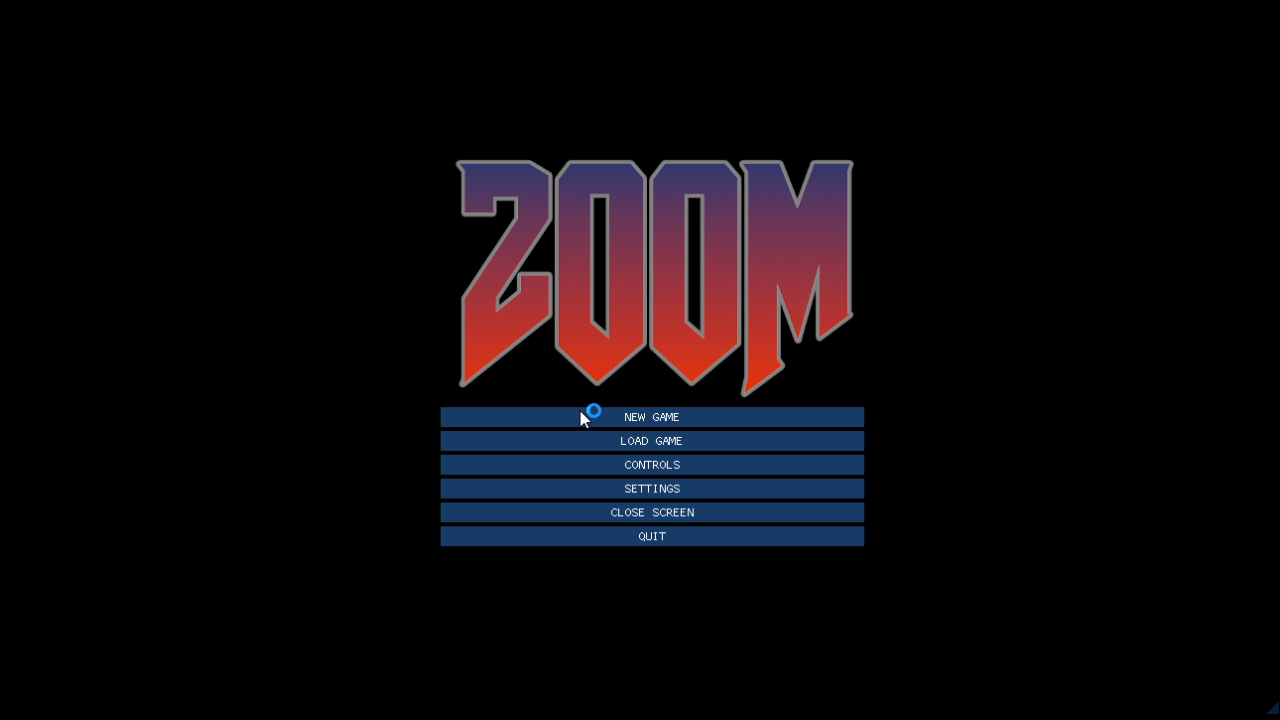 ZOOM
NEW GAME
LOAD GAME
CONTROLS
SETTINGS
CLOSE SCREEN
QUIT